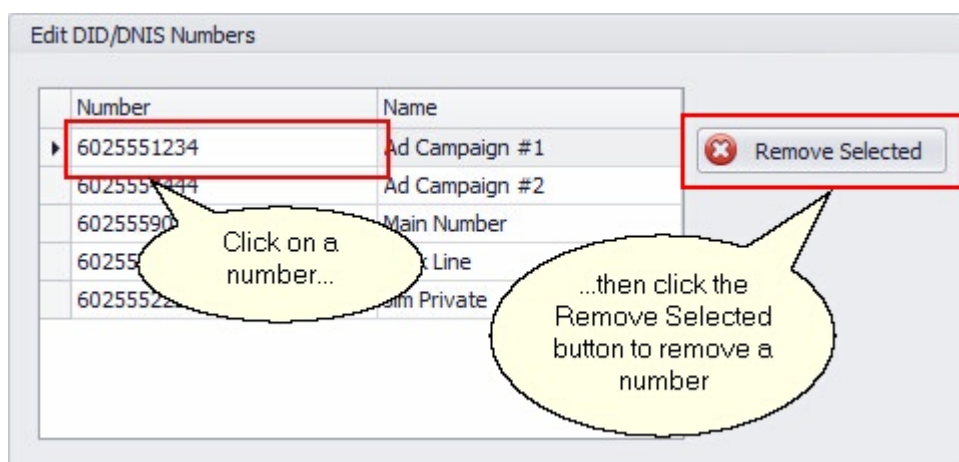 Edit DID/DNIS Numbers
Number Name
6025551234 Ad Campaign #1
Remove Selected
Ad Campaign #2
Main Number
Line
Private
Click on a
number...
...then click the
Remove Selected
button to remove a
number